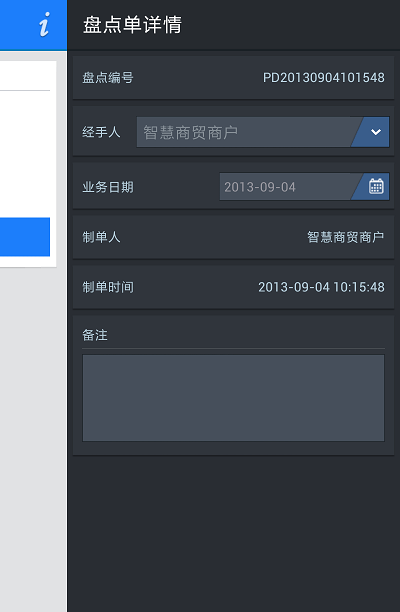 i
盘点单详情
盘点编号 PD20130904101548
经手人 智慧商贸商户
业务日期 2013-09-04
制单人 智慧商贸商户
制单时间 2013-09-04 10:15:48
备注